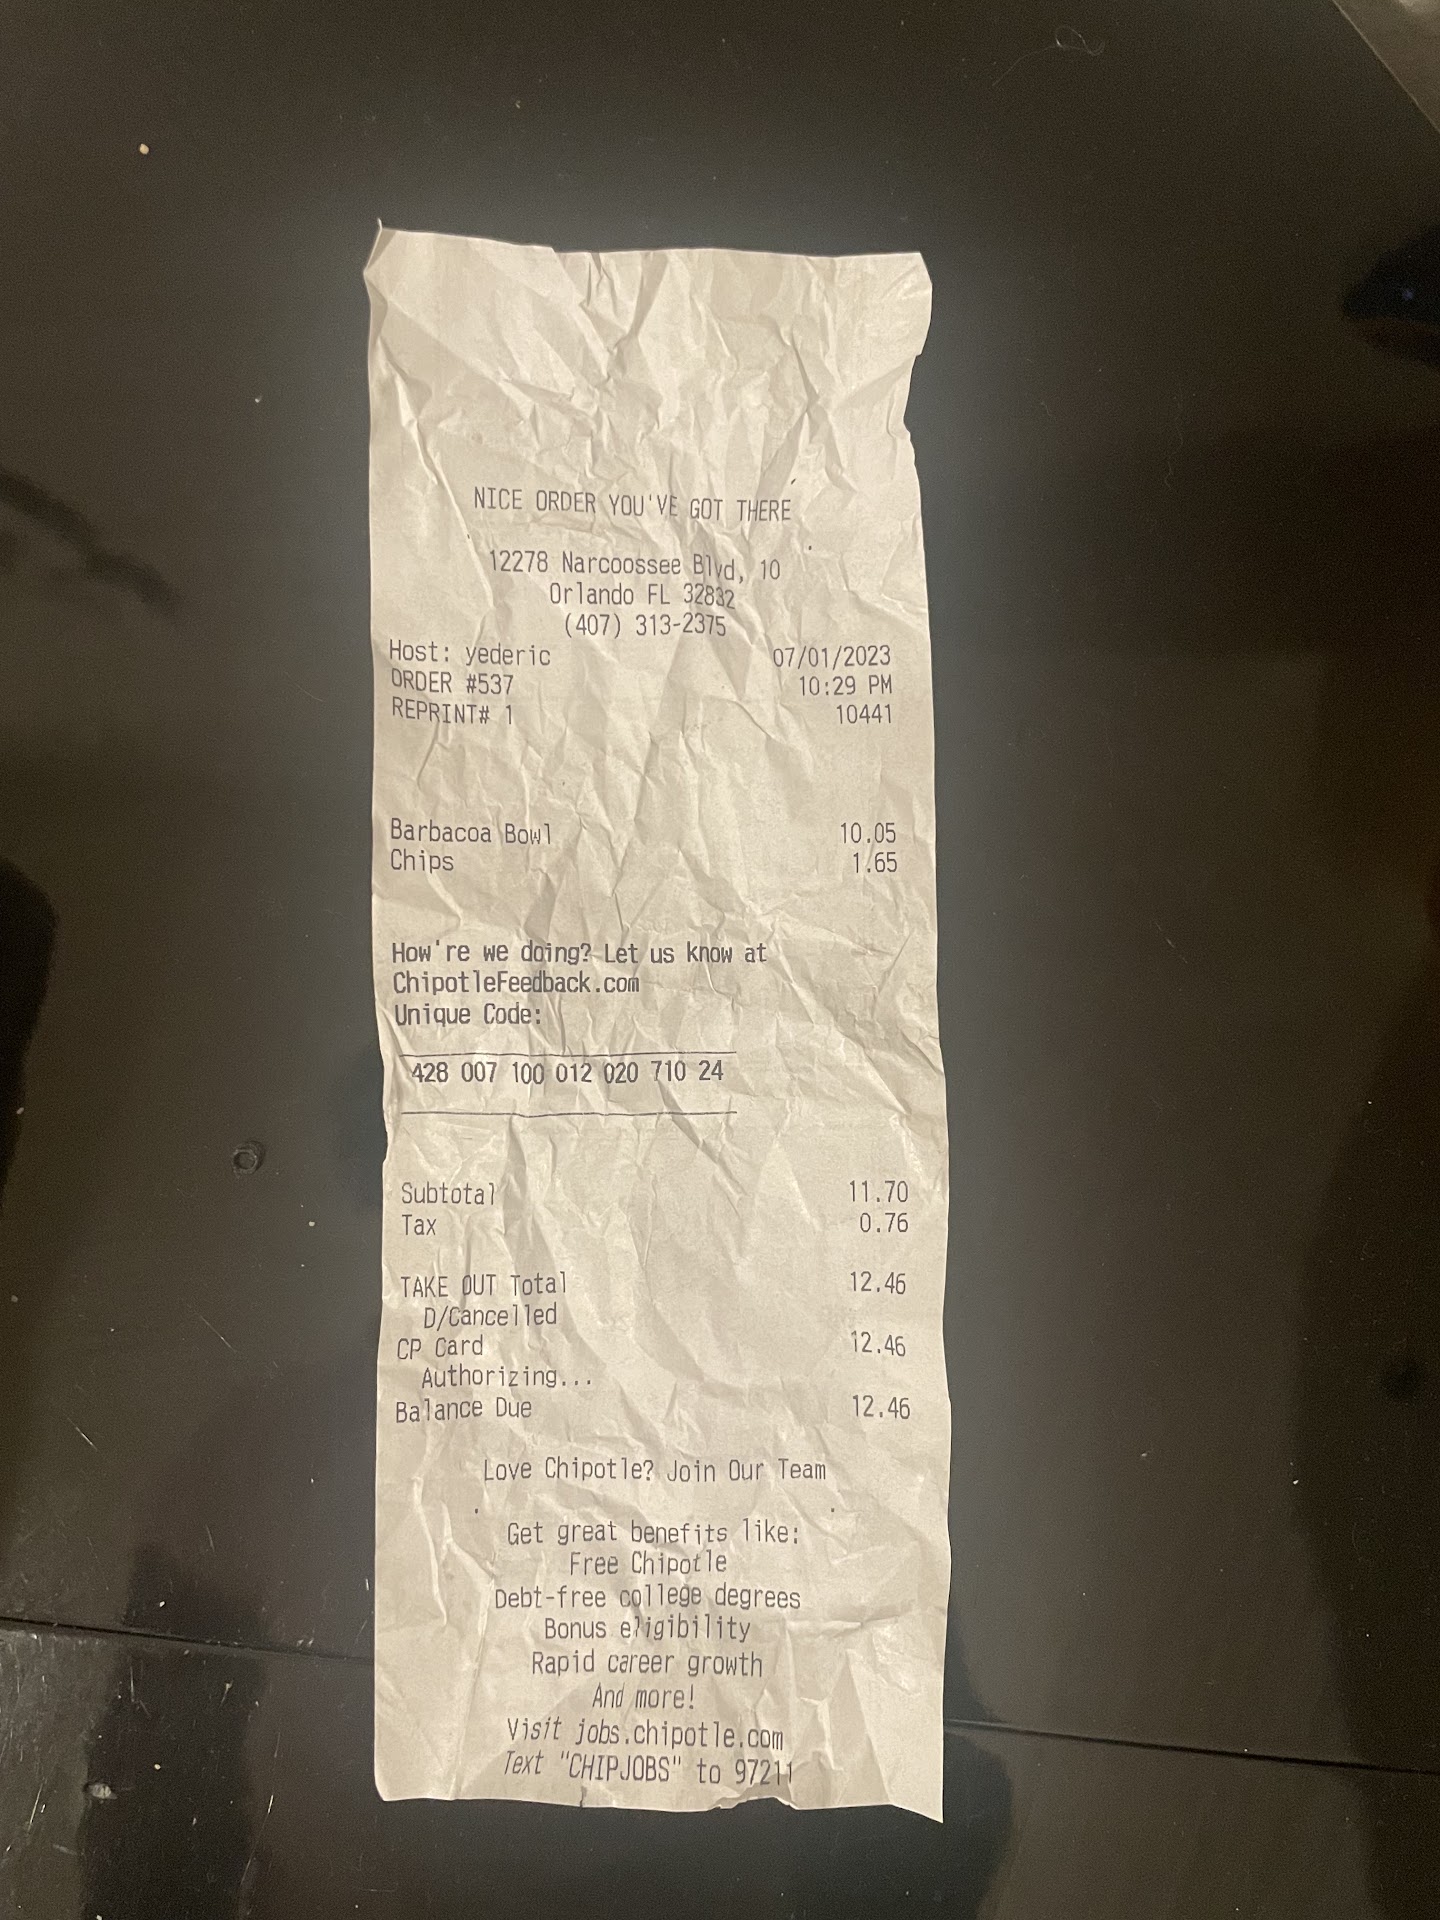 NICE ORDER YOU'VE GOT THERE
12278 Narcoossee Blvd, 10
Orlando FL 32832
(407) 313-2375
Host: yederic 07/01/2023
ORDER #537 10:29 PM
REPRINT# 1 10441
Barbacoa Bowl 10.05
Chips 1.65
How're we doing? Let us know at
ChipotleFeedback.com
Unique Code:
428 007 100 012 020 710 24
Subtotal 11.70
Tax 0.76
TAKE OUT Total 12.46
D/Cancelled
CP Card 12.46
Authorizing...
Balance Due 12.46
Love Chipotle? Join Our Team
Get great benefits like:
Free Chipotle
Debt-free college degrees
Bonus eligibility
Rapid career growth
And more!
Visit jobs.chipotle.com
Text "CHIPJOBS" to 97211